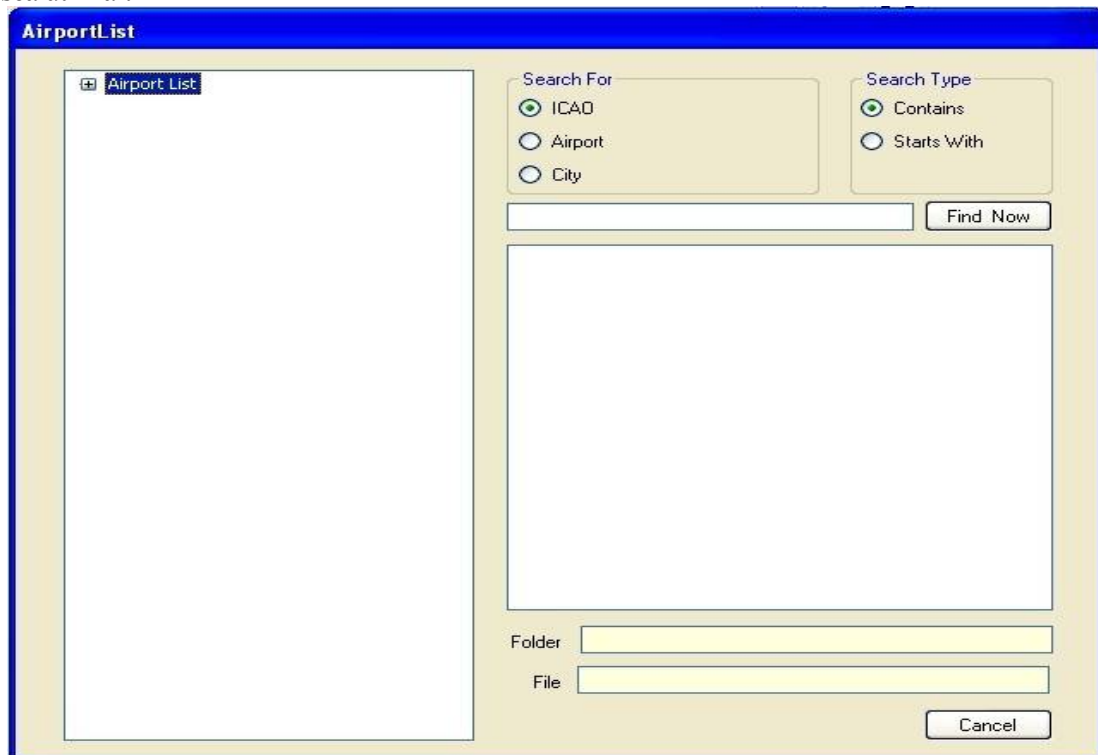 AirportList
Airport List
Search For
ICAO
Airport
City
Search Type
Contains
Starts With
Find Now
Folder
File
Cancel